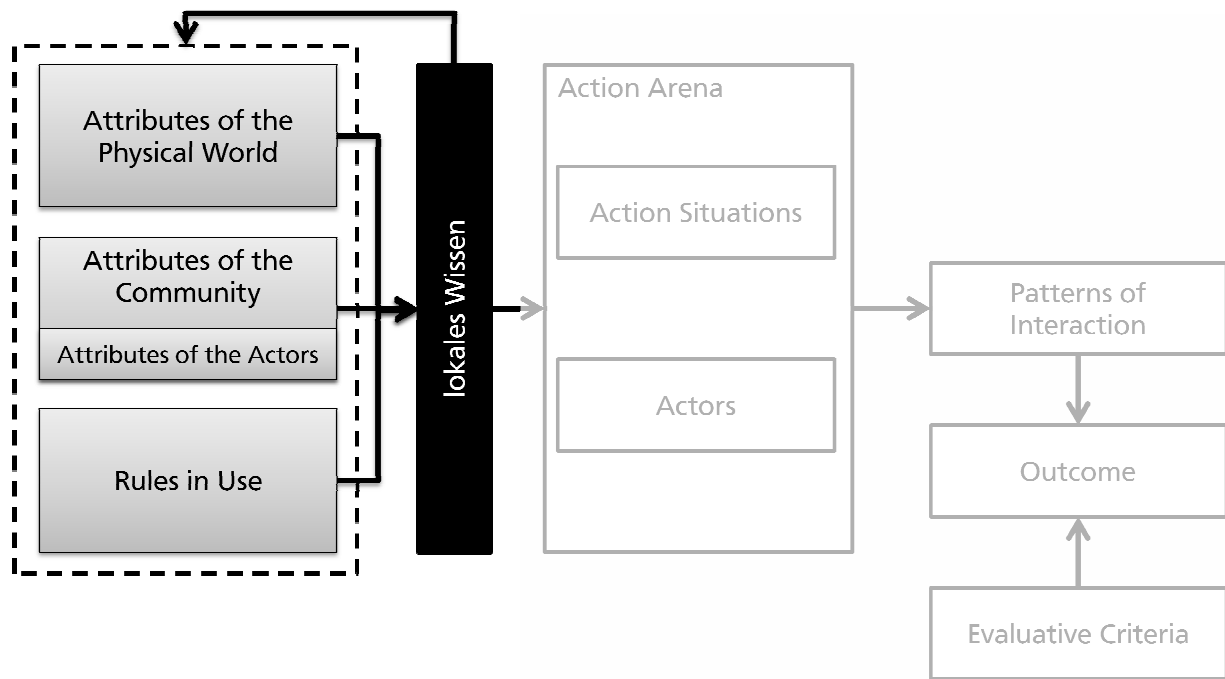 Attributes of the
Physical World
Attributes of the
Community
Attributes of the Actors
Rules in Use
lokales Wissen
Action Arena
Action Situations
Actors
Patterns of
Interaction
Outcome
Evaluative Criteria